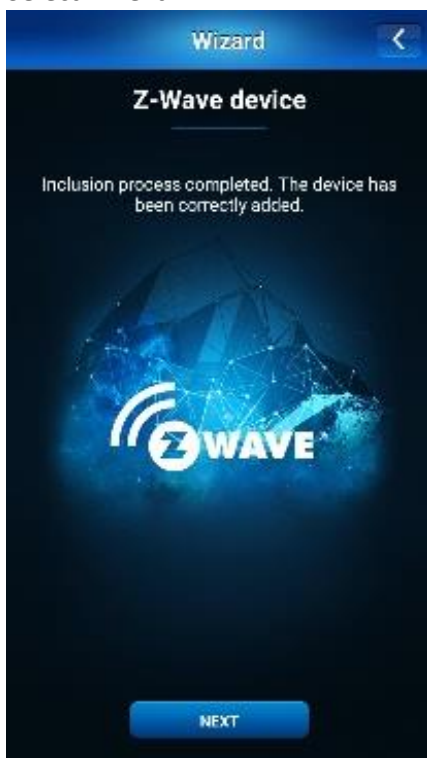 Wizard
Z-Wave device
Inclusion process completed. The device has
been correctly added.
Z WAVE
NEXT